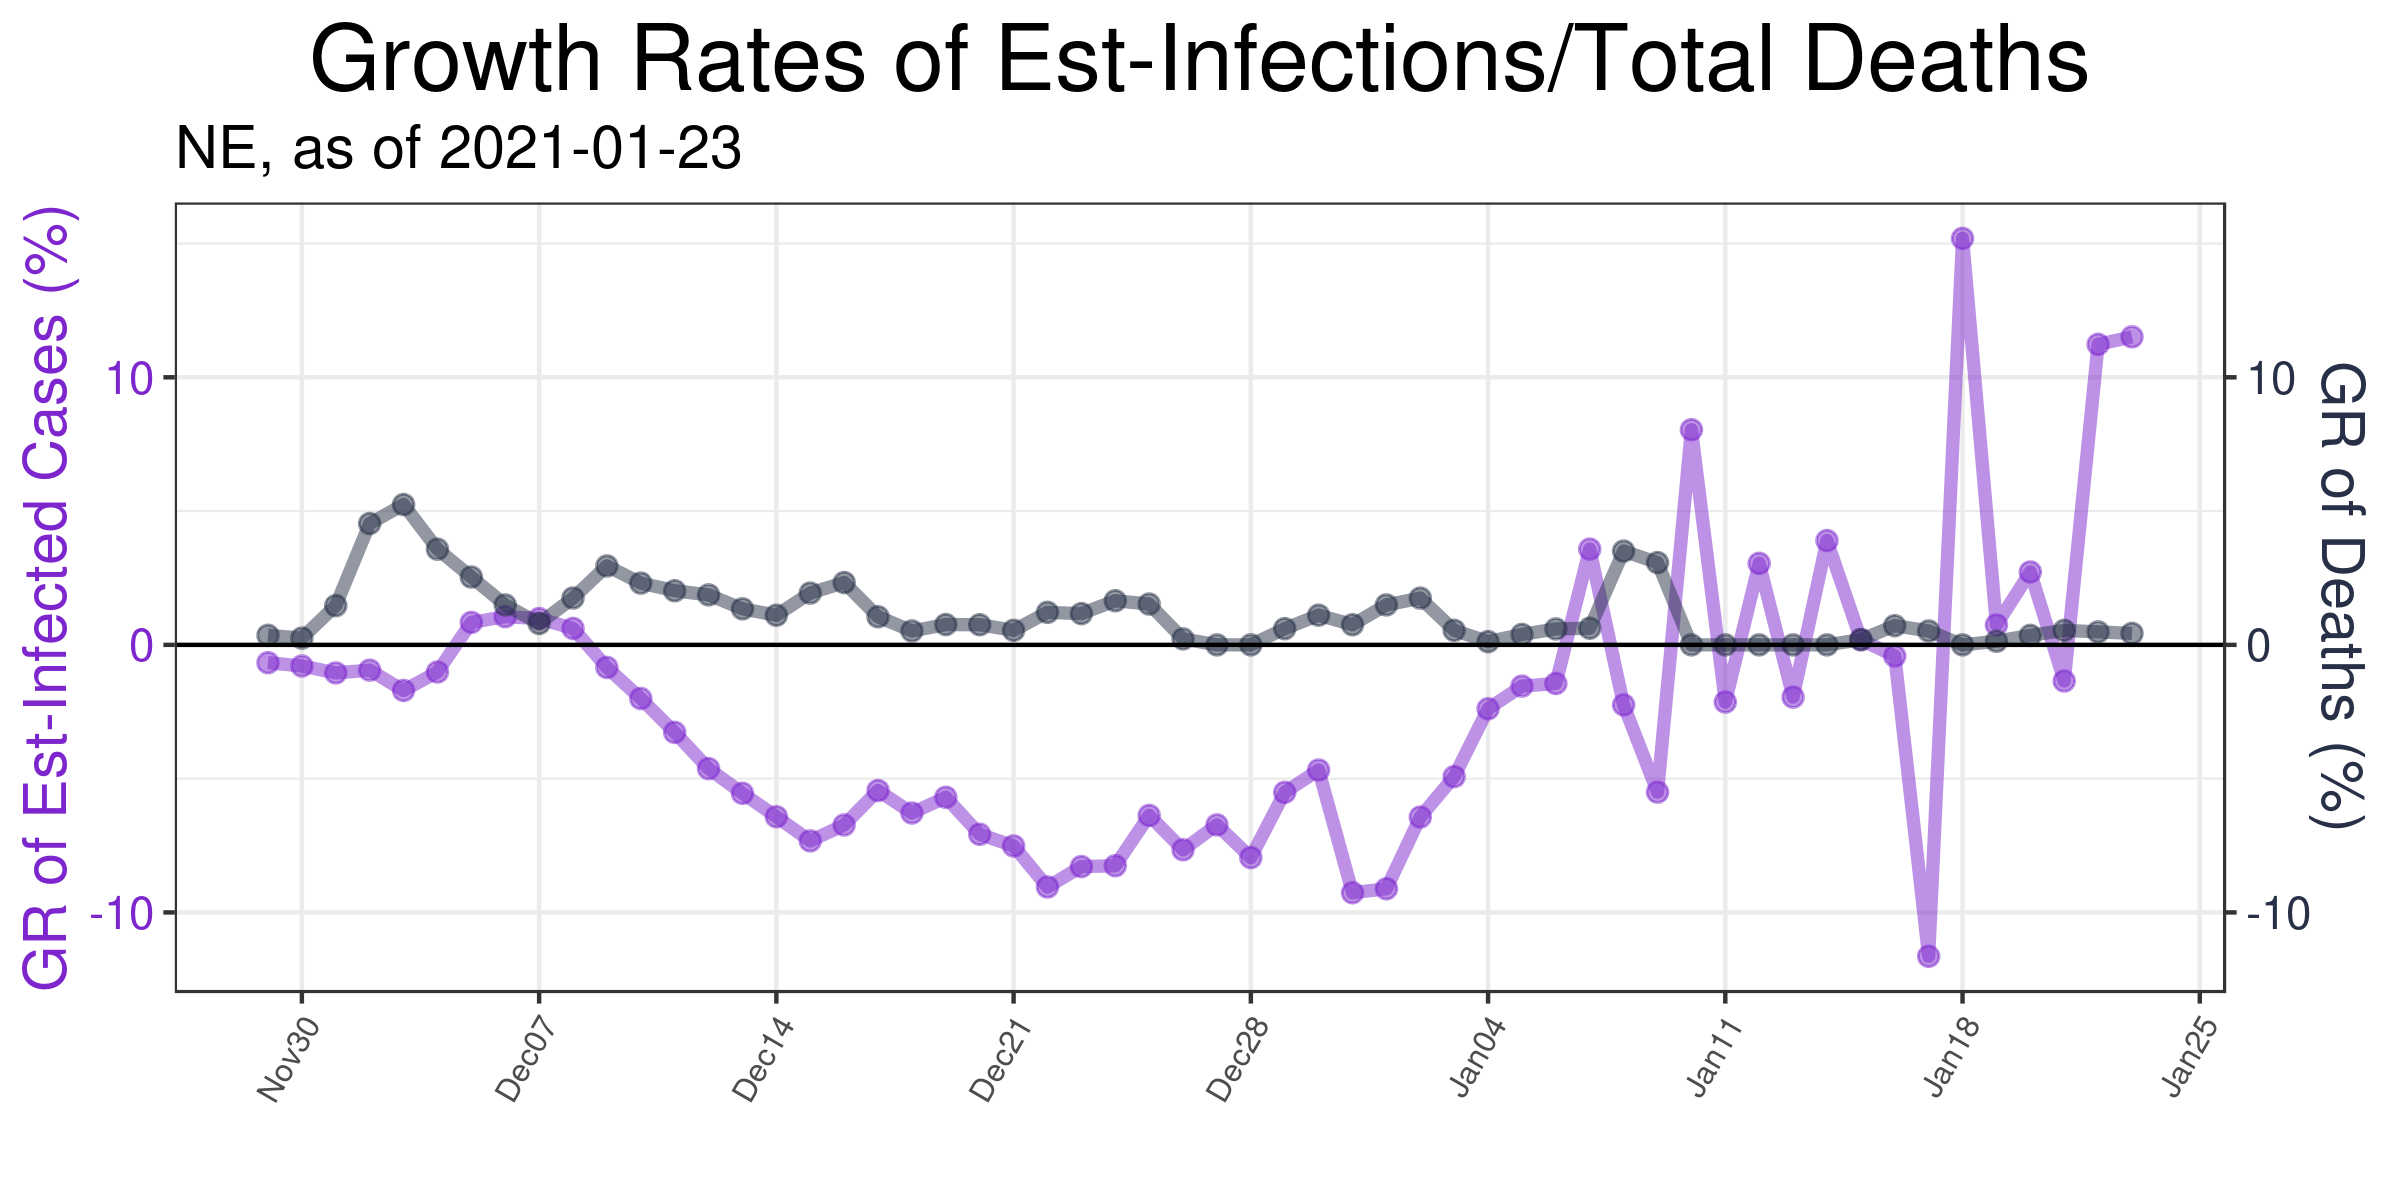 Growth Rates of Est-Infections/Total Deaths
NE, as of 2021-01-23
GR of Est-Infected Cases (%)
10
0
-10
10
0
-10
GR of Deaths (%)
Nov30
Dec07
Dec14
Dec21
Dec28
Jan04
Jan11
Jan18
Jan25